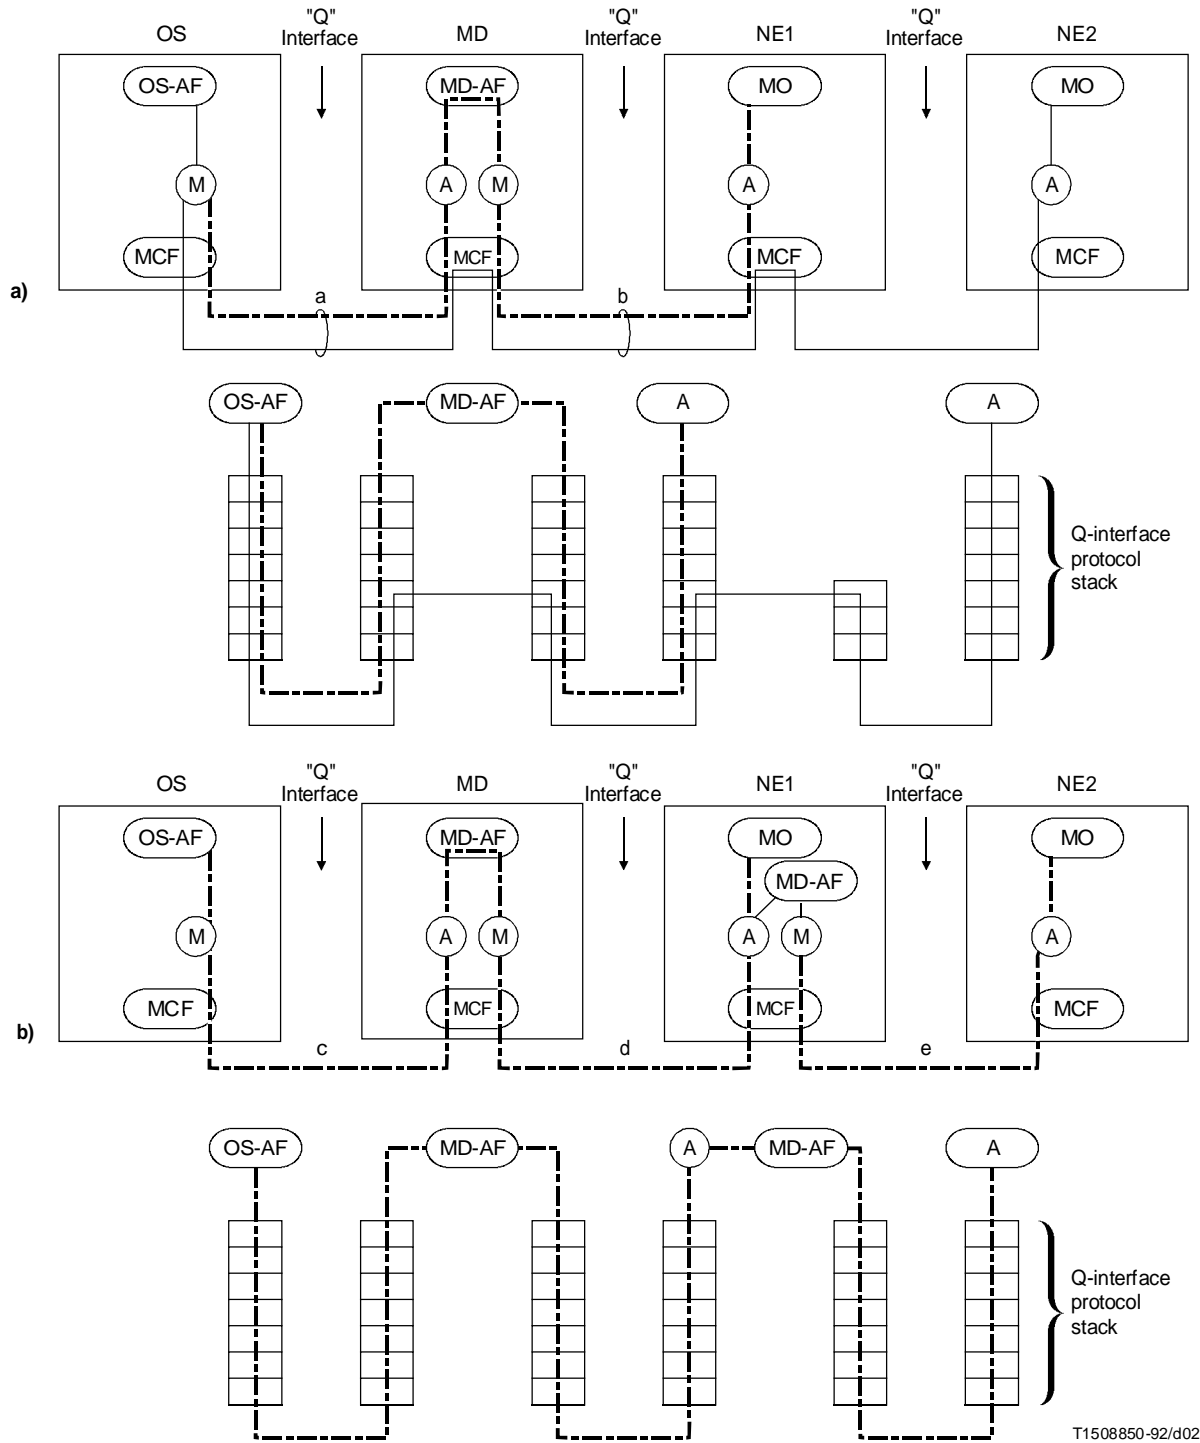 OS
"Q"
Interface
MD
"Q"
Interface
NE1
"Q"
Interface
NE2
OS-AF
MD-AF
MO
MO
M
A
M
A
A
MCF
MCF
MCF
MCF
a)
a
b
OS-AF
MD-AF
A
A
Q-interface
protocol
stack
OS
"Q"
Interface
MD
"Q"
Interface
NE1
"Q"
Interface
NE2
OS-AF
MD-AF
MO
MO
MD-AF
M
A
M
A
M
A
MCF
MCF
MCF
MCF
b)
c
d
e
OS-AF
MD-AF
A
MD-AF
A
Q-interface
protocol
stack
T1508850-92/d02